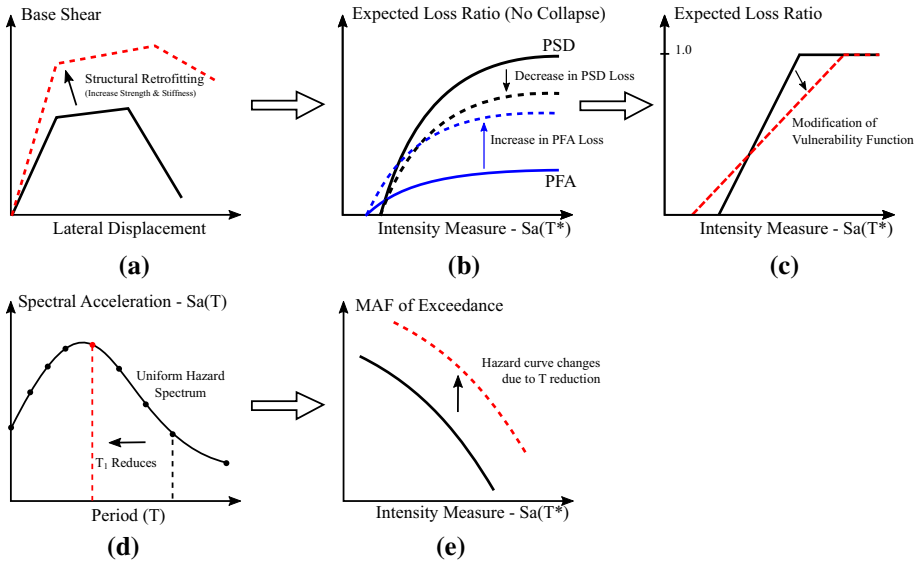 Base Shear
Structural Retrofitting
(Increase Strength & Stiffness)
Lateral Displacement
(a)
Expected Loss Ratio (No Collapse)
PSD
Decrease in PSD Loss
Increase in PFA Loss
PFA
Intensity Measure - Sa(T*)
(b)
Expected Loss Ratio
1.0
Modification of
Vulnerability Function
Intensity Measure - Sa(T*)
(c)
Spectral Acceleration - Sa(T)
Uniform Hazard
Spectrum
T₁ Reduces
Period (T)
(d)
MAF of Exceedance
Hazard curve changes
due to T reduction
Intensity Measure - Sa(T*)
(e)